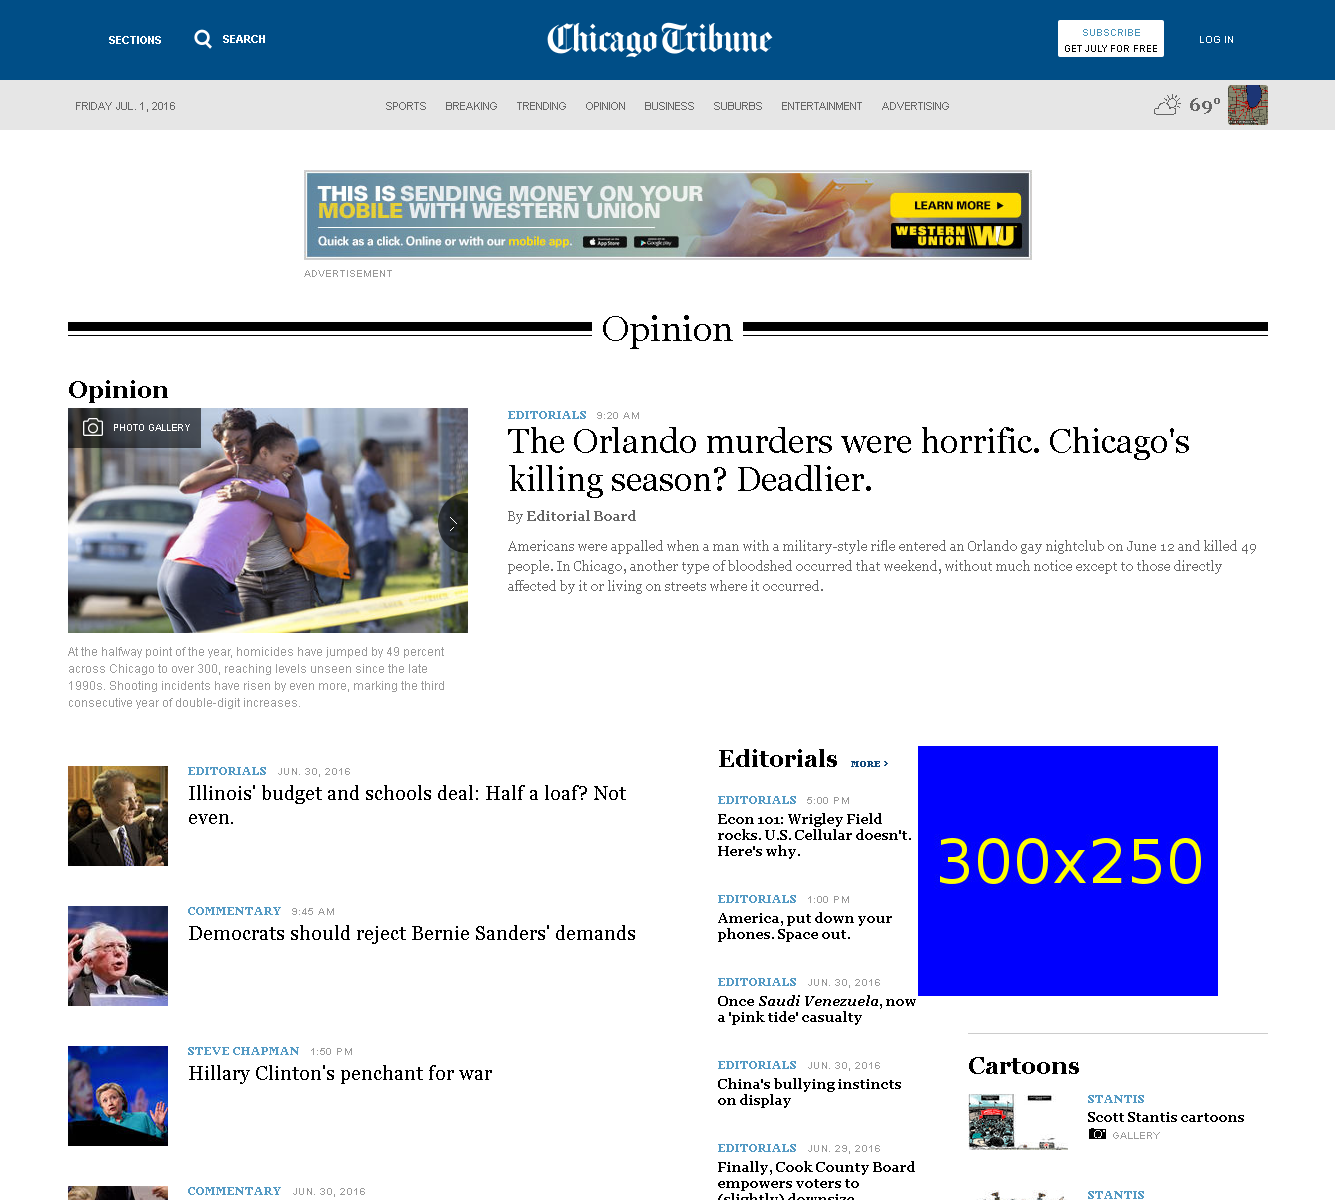 SECTIONS
SEARCH
Chicago Tribune
SUBSCRIBE
GET JULY FOR FREE
LOG IN
FRIDAY JUL. 1, 2016
SPORTS BREAKING TRENDING OPINION BUSINESS SUBURBS ENTERTAINMENT ADVERTISING
69°
THIS IS SENDING MONEY ON YOUR
MOBILE WITH WESTERN UNION
Quick as a click. Online or with our mobile app.
App Store
Google play
LEARN MORE
WESTERN
UNION WU
ADVERTISEMENT
Opinion
Opinion
PHOTO GALLERY
At the halfway point of the year, homicides have jumped by 49 percent
across Chicago to over 300, reaching levels unseen since the late
1990s. Shooting incidents have risen by even more, marking the third
consecutive year of double-digit increases.
EDITORIALS 9:20 AM
The Orlando murders were horrific. Chicago's
killing season? Deadlier.
By Editorial Board
Americans were appalled when a man with a military-style rifle entered an Orlando gay nightclub on June 12 and killed 49
people. In Chicago, another type of bloodshed occurred that weekend, without much notice except to those directly
affected by it or living on streets where it occurred.
EDITORIALS JUN. 30, 2016
Illinois' budget and schools deal: Half a loaf? Not
even.
COMMENTARY 9:45 AM
Democrats should reject Bernie Sanders' demands
STEVE CHAPMAN 1:50 PM
Hillary Clinton's penchant for war
COMMENTARY JUN. 30, 2016
Editorials MORE >
EDITORIALS 5:00 PM
Econ 101: Wrigley Field
rocks. U.S. Cellular doesn't.
Here's why.
EDITORIALS 1:00 PM
America, put down your
phones. Space out.
EDITORIALS JUN. 30, 2016
Once Saudi Venezuela, now
a 'pink tide' casualty
EDITORIALS JUN. 30, 2016
China's bullying instincts
on display
EDITORIALS JUN. 29, 2016
Finally, Cook County Board
empowers voters to
(slightly) downsize
300x250
Cartoons
STANTIS
Scott Stantis cartoons
GALLERY
STANTIS